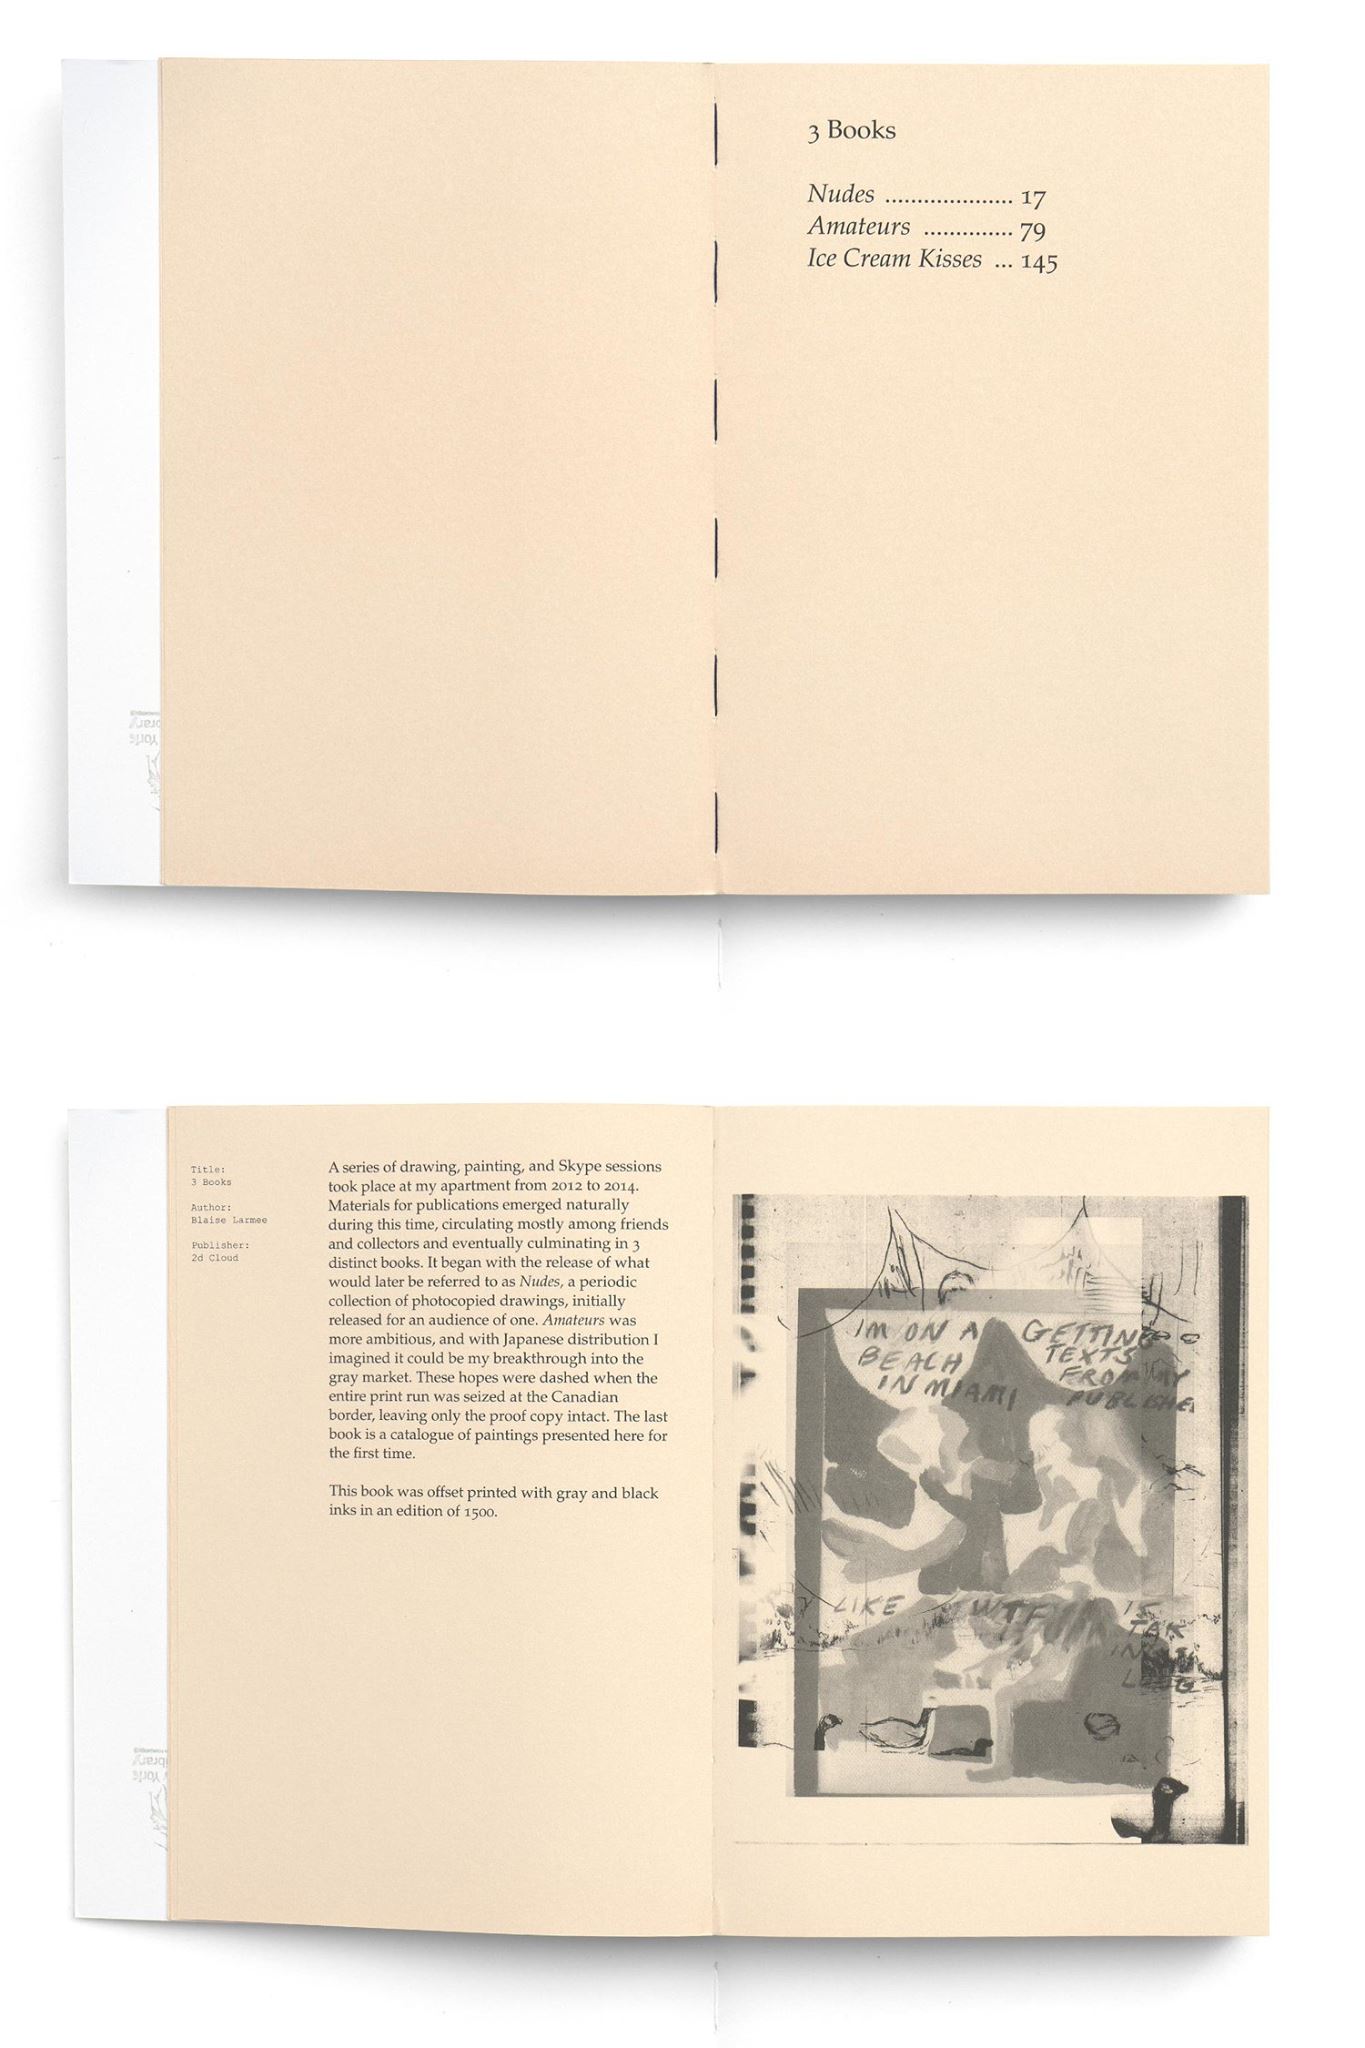 3 Books
Nudes .................... 17
Amateurs .............. 79
Ice Cream Kisses ... 145
Title:
3 Books
Author:
Blaise Larmee
Publisher:
2d Cloud
A series of drawing, painting, and Skype sessions
took place at my apartment from 2012 to 2014.
Materials for publications emerged naturally
during this time, circulating mostly among friends
and collectors and eventually culminating in 3
distinct books. It began with the release of what
would later be referred to as Nudes, a periodic
collection of photocopied drawings, initially
released for an audience of one. Amateurs was
more ambitious, and with Japanese distribution I
imagined it could be my breakthrough into the
gray market. These hopes were dashed when the
entire print run was seized at the Canadian
border, leaving only the proof copy intact. The last
book is a catalogue of paintings presented here for
the first time.
This book was offset printed with gray and black
inks in an edition of 1500.
IM ON A
BEACH
IN MIAMI
GETTING
TEXTS
FROM MY
PUBLISHE
LIKE
WTF
IS
TAK
IN